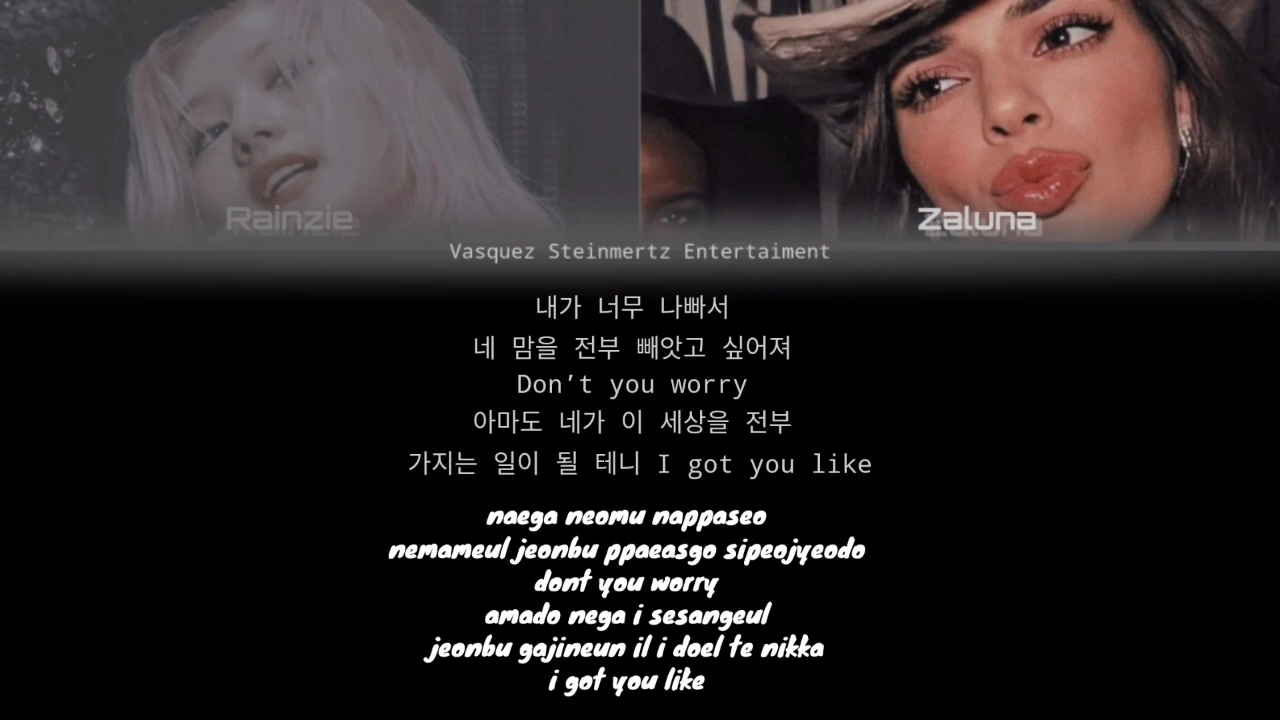 Rainzie
Zaluna
Vasquez Steinmertz Entertaiment
내가 너무 나빠서
네 맘을 전부 빼앗고 싶어져
Don't you worry
아마도 네가 이 세상을 전부
가지는 일이 될 테니 I got you like
naega neomu nappaseo
nemameul jeonbu ppaeasgo sipeojyeodo
dont you worry
amado nega i sesangeul
jeonbu gajineun il i doel te nikka
i got you like